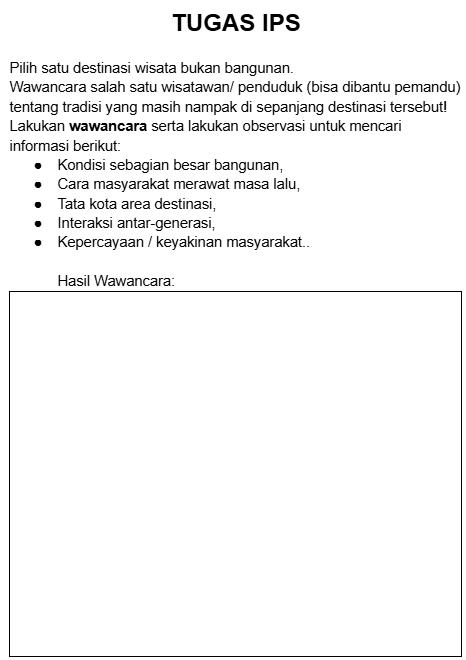 TUGAS IPS
Pilih satu destinasi wisata bukan bangunan.
Wawancara salah satu wisatawan/ penduduk (bisa dibantu pemandu)
tentang tradisi yang masih nampak di sepanjang destinasi tersebut!
Lakukan wawancara serta lakukan observasi untuk mencari
informasi berikut:
● Kondisi sebagian besar bangunan,
● Cara masyarakat merawat masa lalu,
● Tata kota area destinasi,
● Interaksi antar-generasi,
● Kepercayaan / keyakinan masyarakat..
Hasil Wawancara: